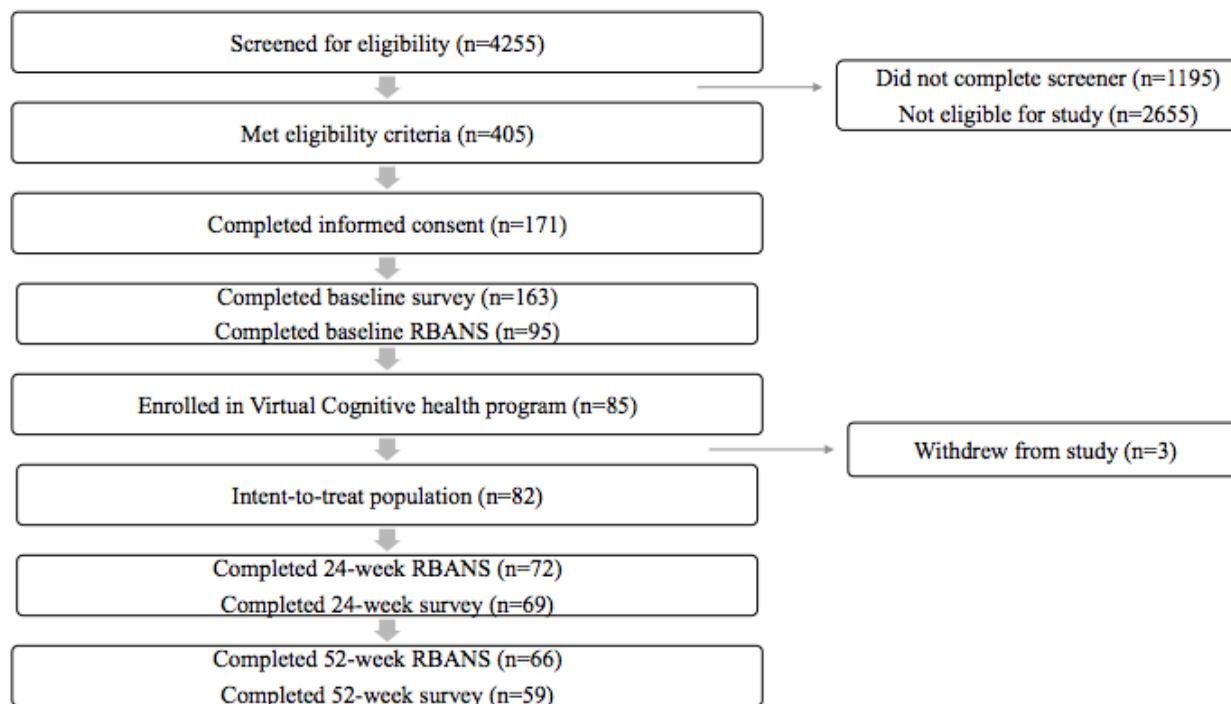 Screened for eligibility (n=4255)
Did not complete screener (n=1195)
Not eligible for study (n=2655)
Met eligibility criteria (n=405)
Completed informed consent (n=171)
Completed baseline survey (n=163)
Completed baseline RBANS (n=95)
Enrolled in Virtual Cognitive health program (n=85)
Withdrew from study (n=3)
Intent-to-treat population (n=82)
Completed 24-week RBANS (n=72)
Completed 24-week survey (n=69)
Completed 52-week RBANS (n=66)
Completed 52-week survey (n=59)